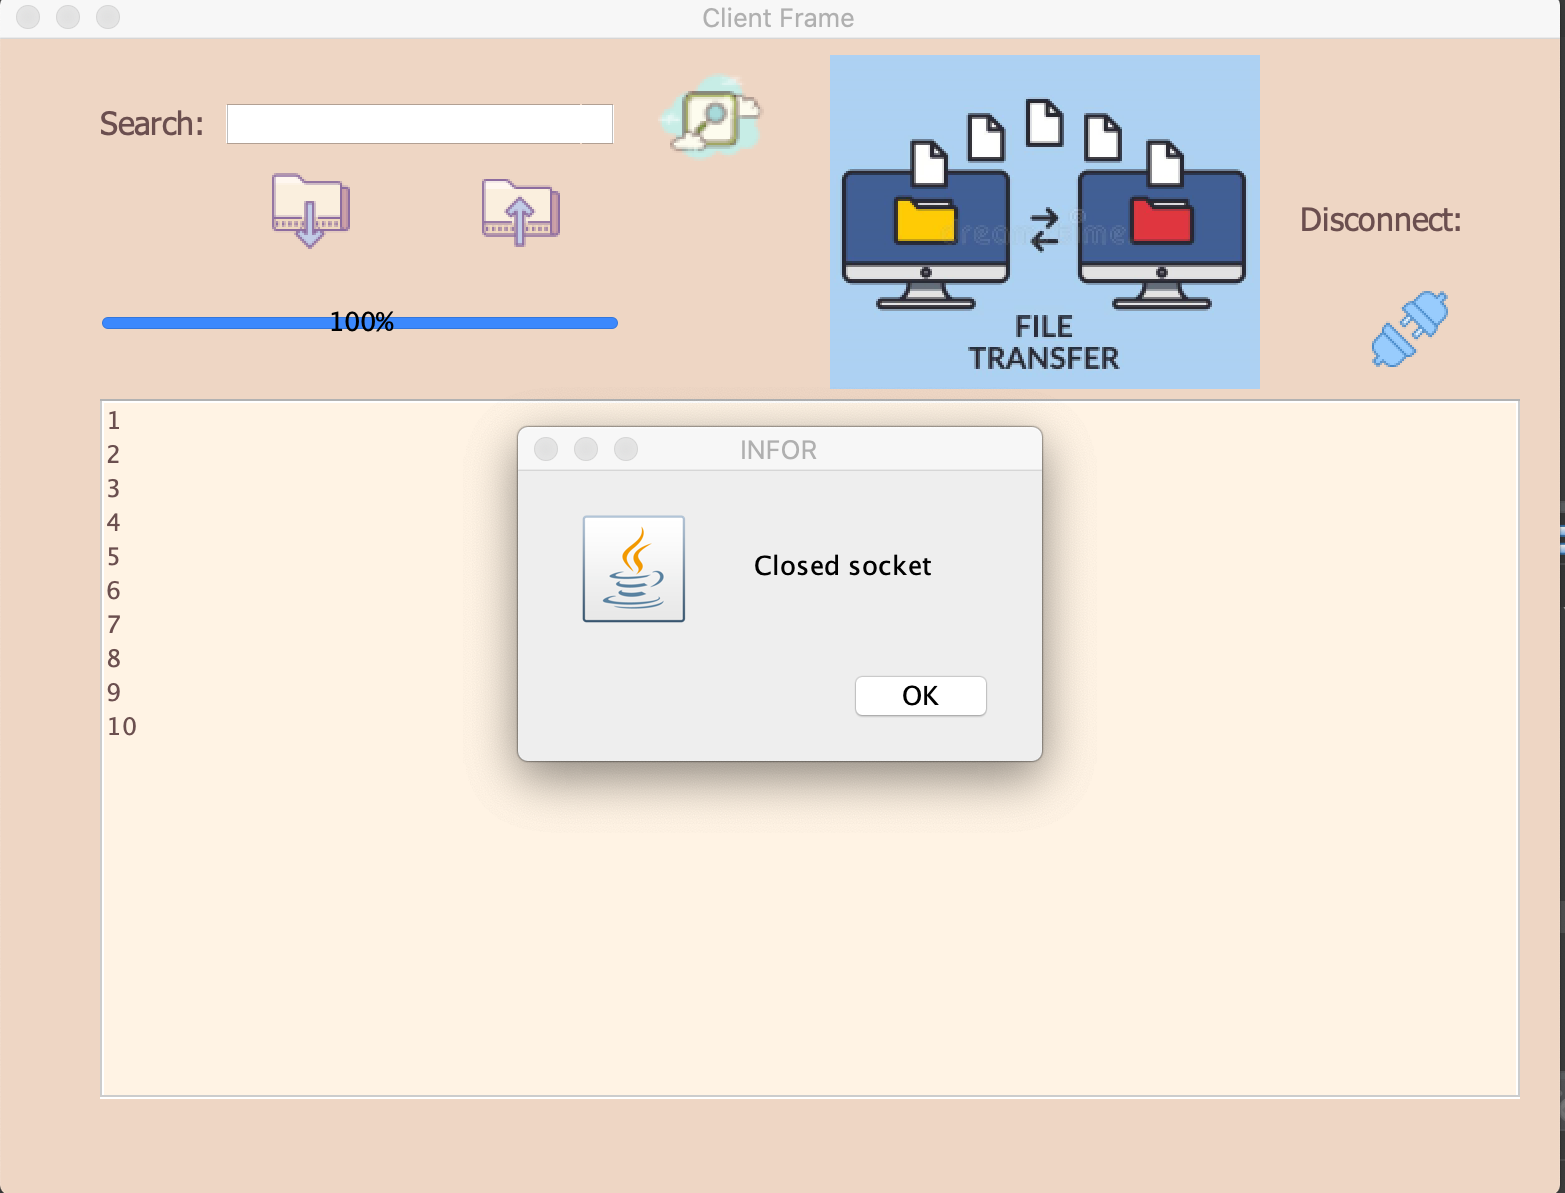 Client Frame
Search:
Disconnect:
100%
FILE
TRANSFER
1
2
3
4
5
6
7
8
9
10
INFOR
Closed socket
OK